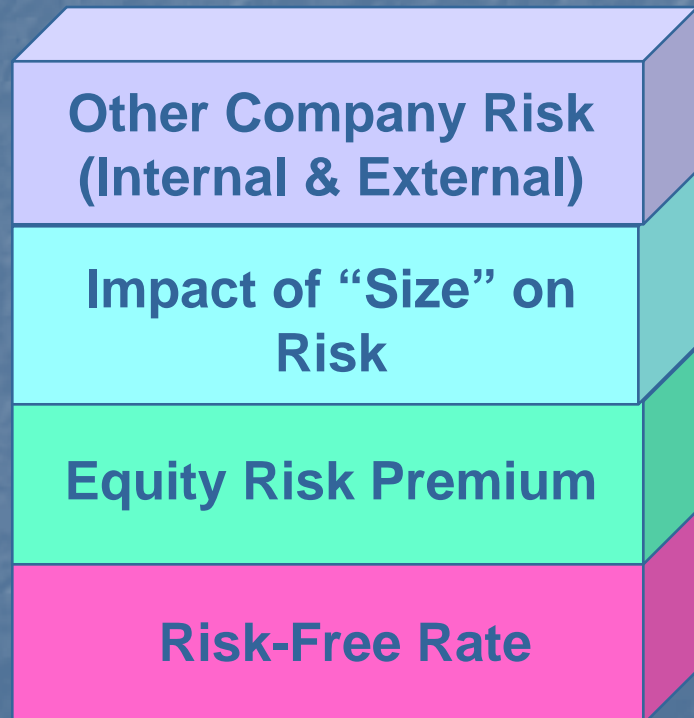 Other Company Risk
(Internal & External)
Impact of “Size” on
Risk
Equity Risk Premium
Risk-Free Rate